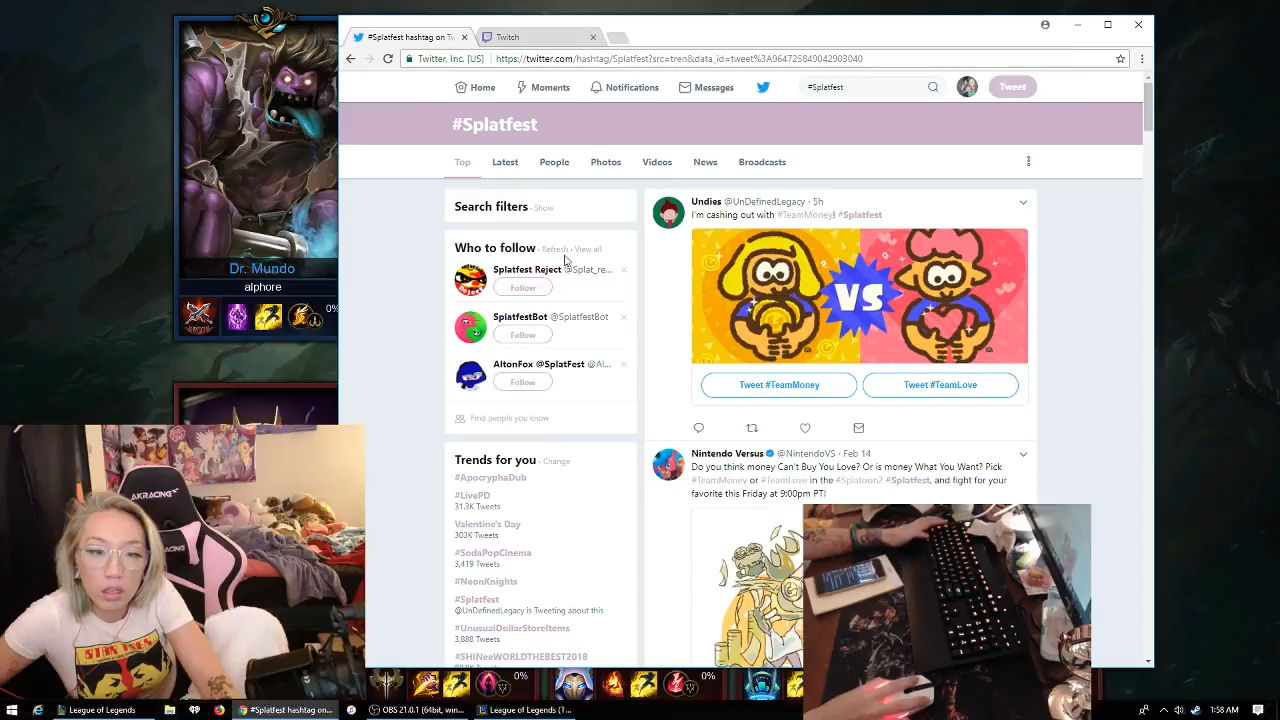 #Splatfest hashtag on Tw
Twitch
Twitter, Inc. [US]
https://twitter.com/hashtag/Splatfest?src=tren&data_id=tweet%3A964725849042903040
Home
Moments
Notifications
Messages
#Splatfest
Tweet
#Splatfest
Top
Latest
People
Photos
Videos
News
Broadcasts
Search filters · Show
Who to follow · Refresh · View all
Splatfest Reject @Splat_re...
Follow
SplatfestBot @SplatfestBot
Follow
AltonFox @SplatFest @Al...
Follow
Find people you know
Trends for you · Change
#ApocryphaDub
#LivePD
31.3K Tweets
Valentine's Day
303K Tweets
#SodaPopCinema
3,419 Tweets
#NeonKnights
#Splatfest
@UnDefinedLegacy is Tweeting about this
#UnusualDollarStoreItems
3,888 Tweets
#SHINeeWORLDTHEBEST2018
Undies @UnDefinedLegacy · 5h
I'm cashing out with #TeamMoney! #Splatfest
VS
Tweet #TeamMoney
Tweet #TeamLove
Nintendo Versus @NintendoVS · Feb 14
Do you think money Can't Buy You Love? Or is money What You Want? Pick
#TeamMoney or #TeamLove in the #Splatoon2 #Splatfest, and fight for your
favorite this Friday at 9:00pm PT!
Dr. Mundo
alphore
0%
AKRACING
RACING
STAR TREK
0%
0%
League of Legends
#Splatfest hashtag on...
OBS 21.0.1 (64bit, win...
League of Legends (T...
1:58 AM